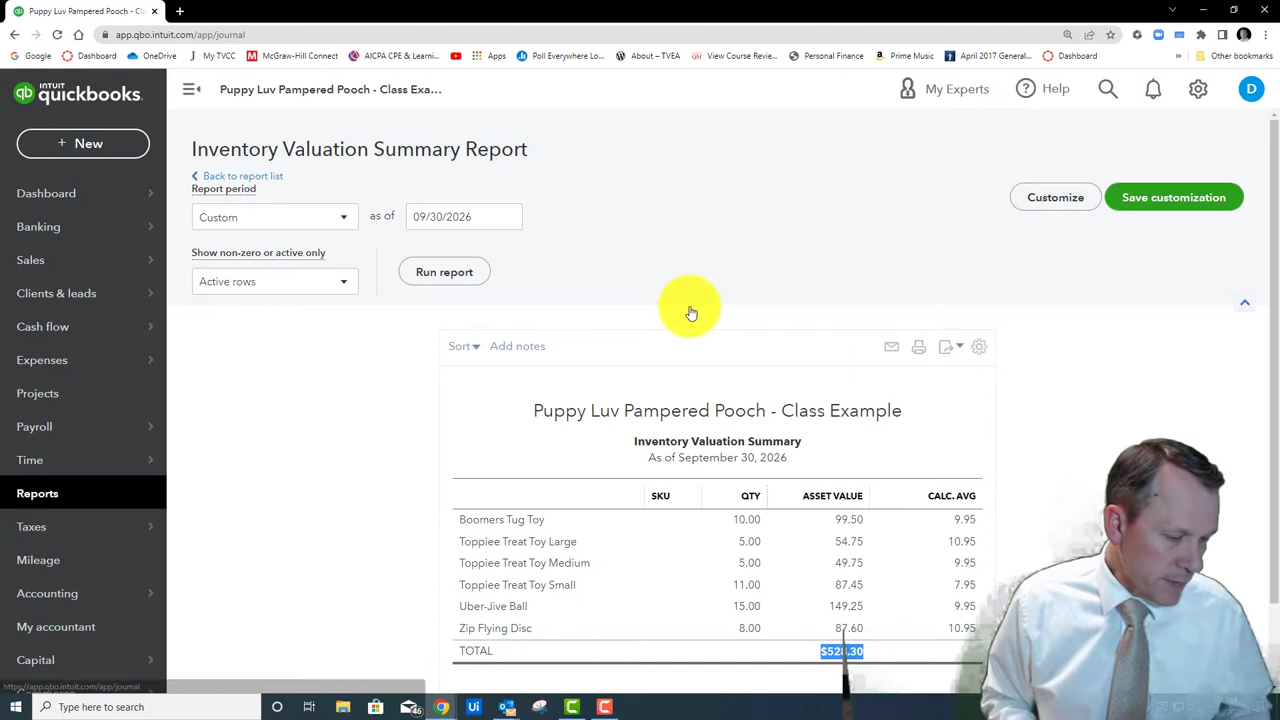 Puppy Luv Pampered Pooch - Cl
app.qbo.intuit.com/app/journal
Google Dashboard OneDrive My TVCC McGraw-Hill Connect AICPA CPE & Learni... Apps Poll Everywhere Lo... About ~ TVEA View Course Review... Personal Finance Prime Music April 2017 General... Dashboard » Other bookmarks
INTUIT
quickbooks.
Puppy Luv Pampered Pooch - Class Exa...
My Experts
Help
D
+ New
Dashboard
Banking
Sales
Clients & leads
Cash flow
Expenses
Projects
Payroll
Time
Reports
Taxes
Mileage
Accounting
My accountant
Capital
Inventory Valuation Summary Report
Back to report list
Report period
Custom as of 09/30/2026
Customize
Save customization
Show non-zero or active only
Active rows
Run report
Sort Add notes
Puppy Luv Pampered Pooch - Class Example
Inventory Valuation Summary
As of September 30, 2026
SKU QTY ASSET VALUE CALC. AVG
Boomers Tug Toy 10.00 99.50 9.95
Toppiee Treat Toy Large 5.00 54.75 10.95
Toppiee Treat Toy Medium 5.00 49.75 9.95
Toppiee Treat Toy Small 11.00 87.45 7.95
Uber-Jive Ball 15.00 149.25 9.95
Zip Flying Disc 8.00 87.60 10.95
TOTAL $528.30
https://app.qbo.intuit.com/app/journal
Type here to search
46
Ui